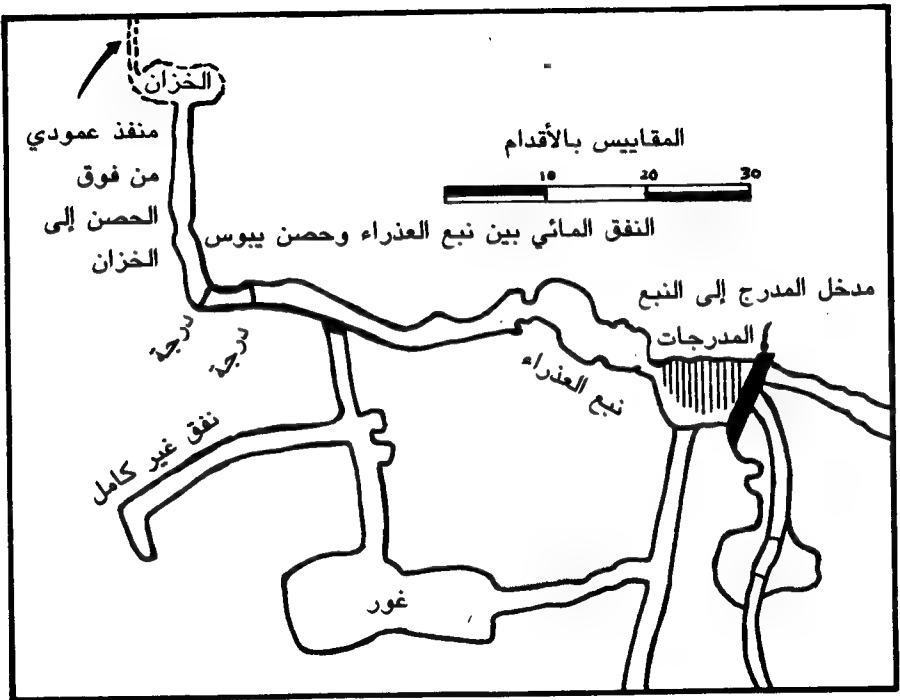 الخزان
منفذ عمودي
من فوق
الحصن إلى
الخزان
المقاييس بالأقدام
10 20 30
النفق المائي بين نبع العذراء وحصن يبوس
مدخل المدرج إلى النبع
المدرجات
درجة
درجة
نبع العذراء
نفق غير كامل
غور